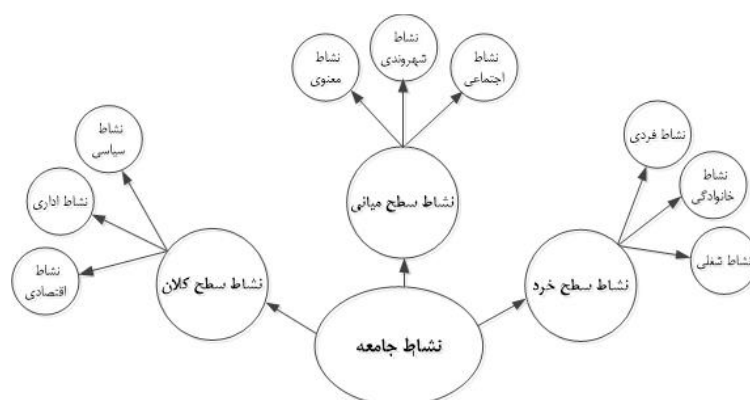 نشاط
شهروندی
نشاط
معنوی
نشاط
اجتماعی
نشاط
سیاسی
نشاط فردی
نشاط
خانوادگی
نشاط اداری
نشاط سطح میانی
نشاط شغلی
نشاط
اقتصادی
نشاط سطح کلان
نشاط سطح خرد
نشاط جامعه